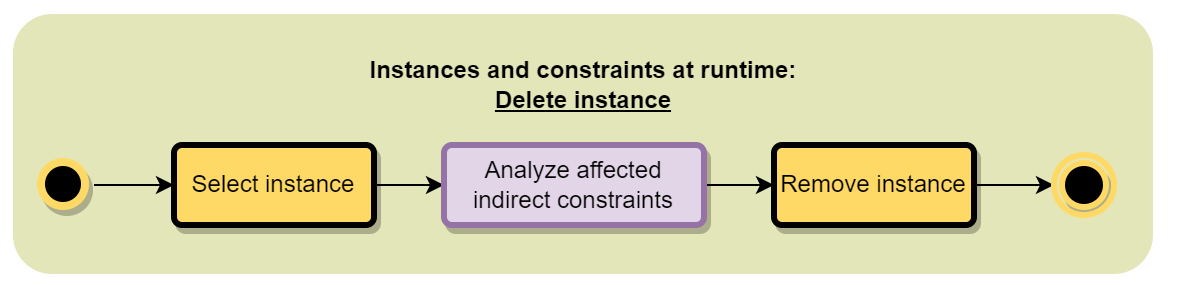 Instances and constraints at runtime:
Delete instance
Select instance
Analyze affected
indirect constraints
Remove instance